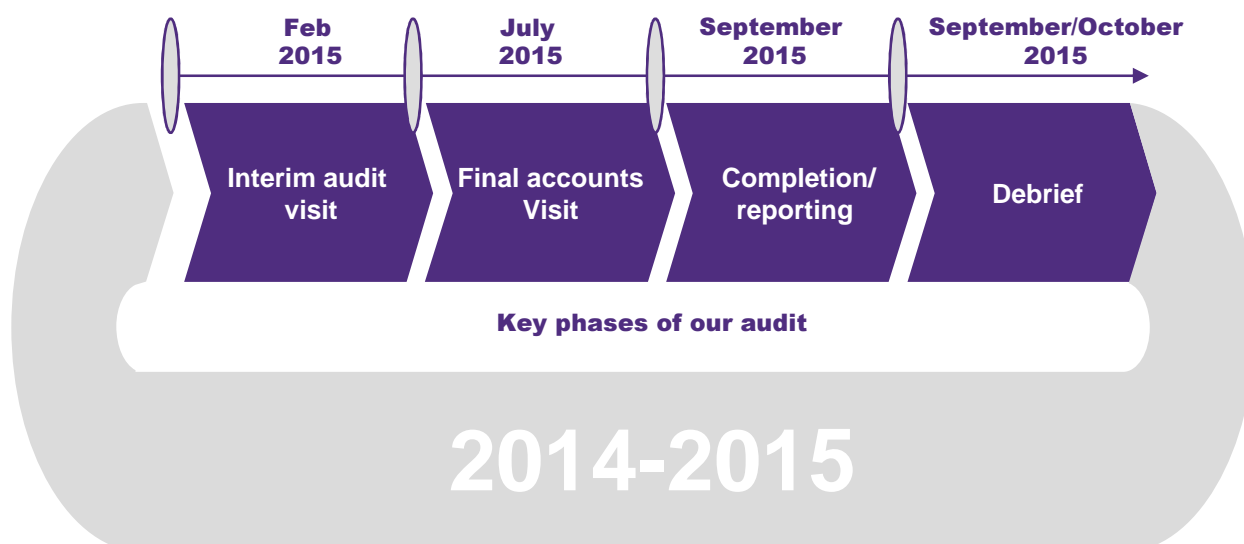 Feb
2015
July
2015
September
2015
September/October
2015
Interim audit
visit
Final accounts
Visit
Completion/
reporting
Debrief
Key phases of our audit
2014-2015